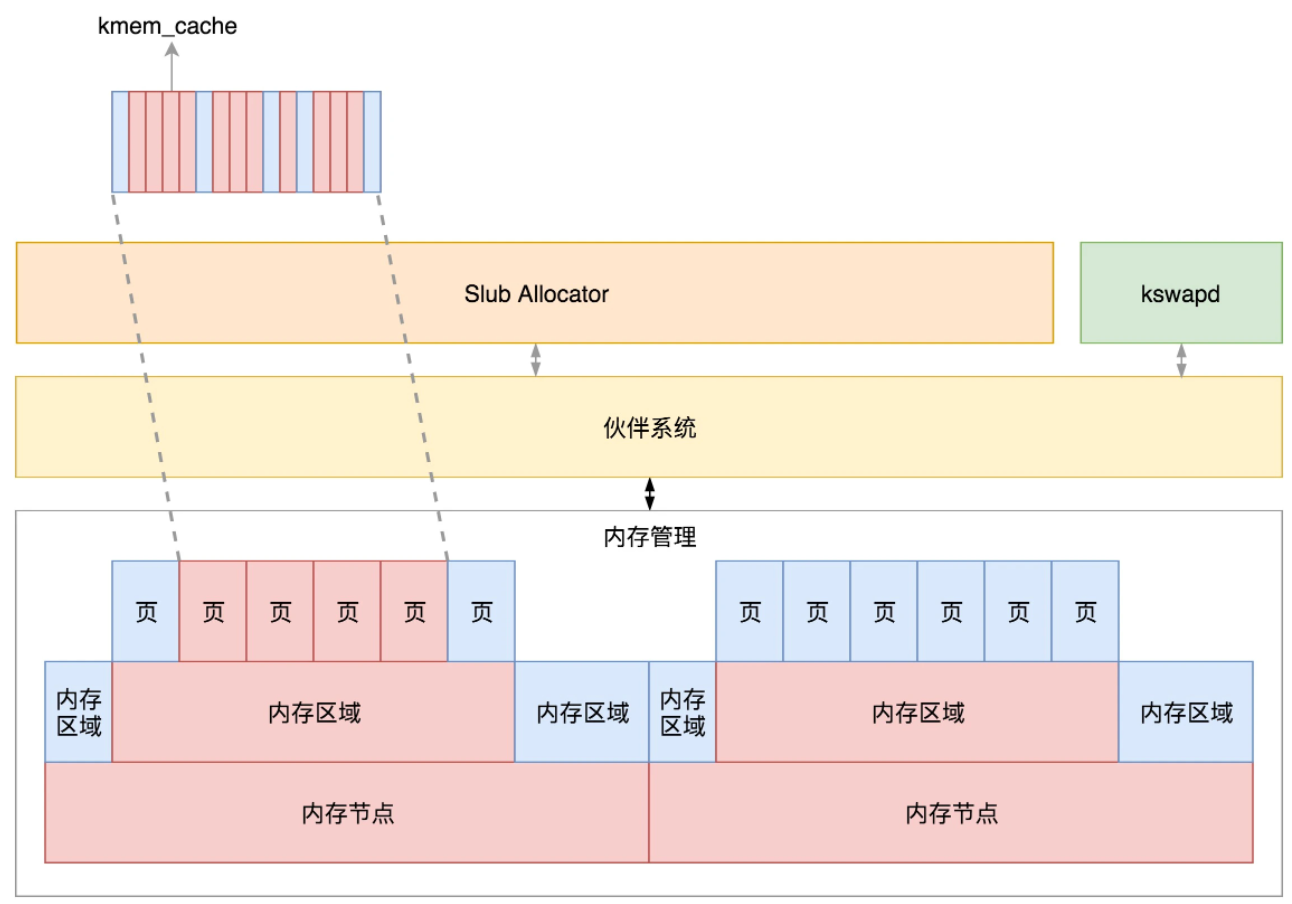 kmem_cache
Slub Allocator
kswapd
伙伴系统
内存管理
页 页 页 页 页 页 页 页 页 页 页 页
内存
区域
内存区域
内存区域
内存
区域
内存区域
内存区域
内存节点
内存节点